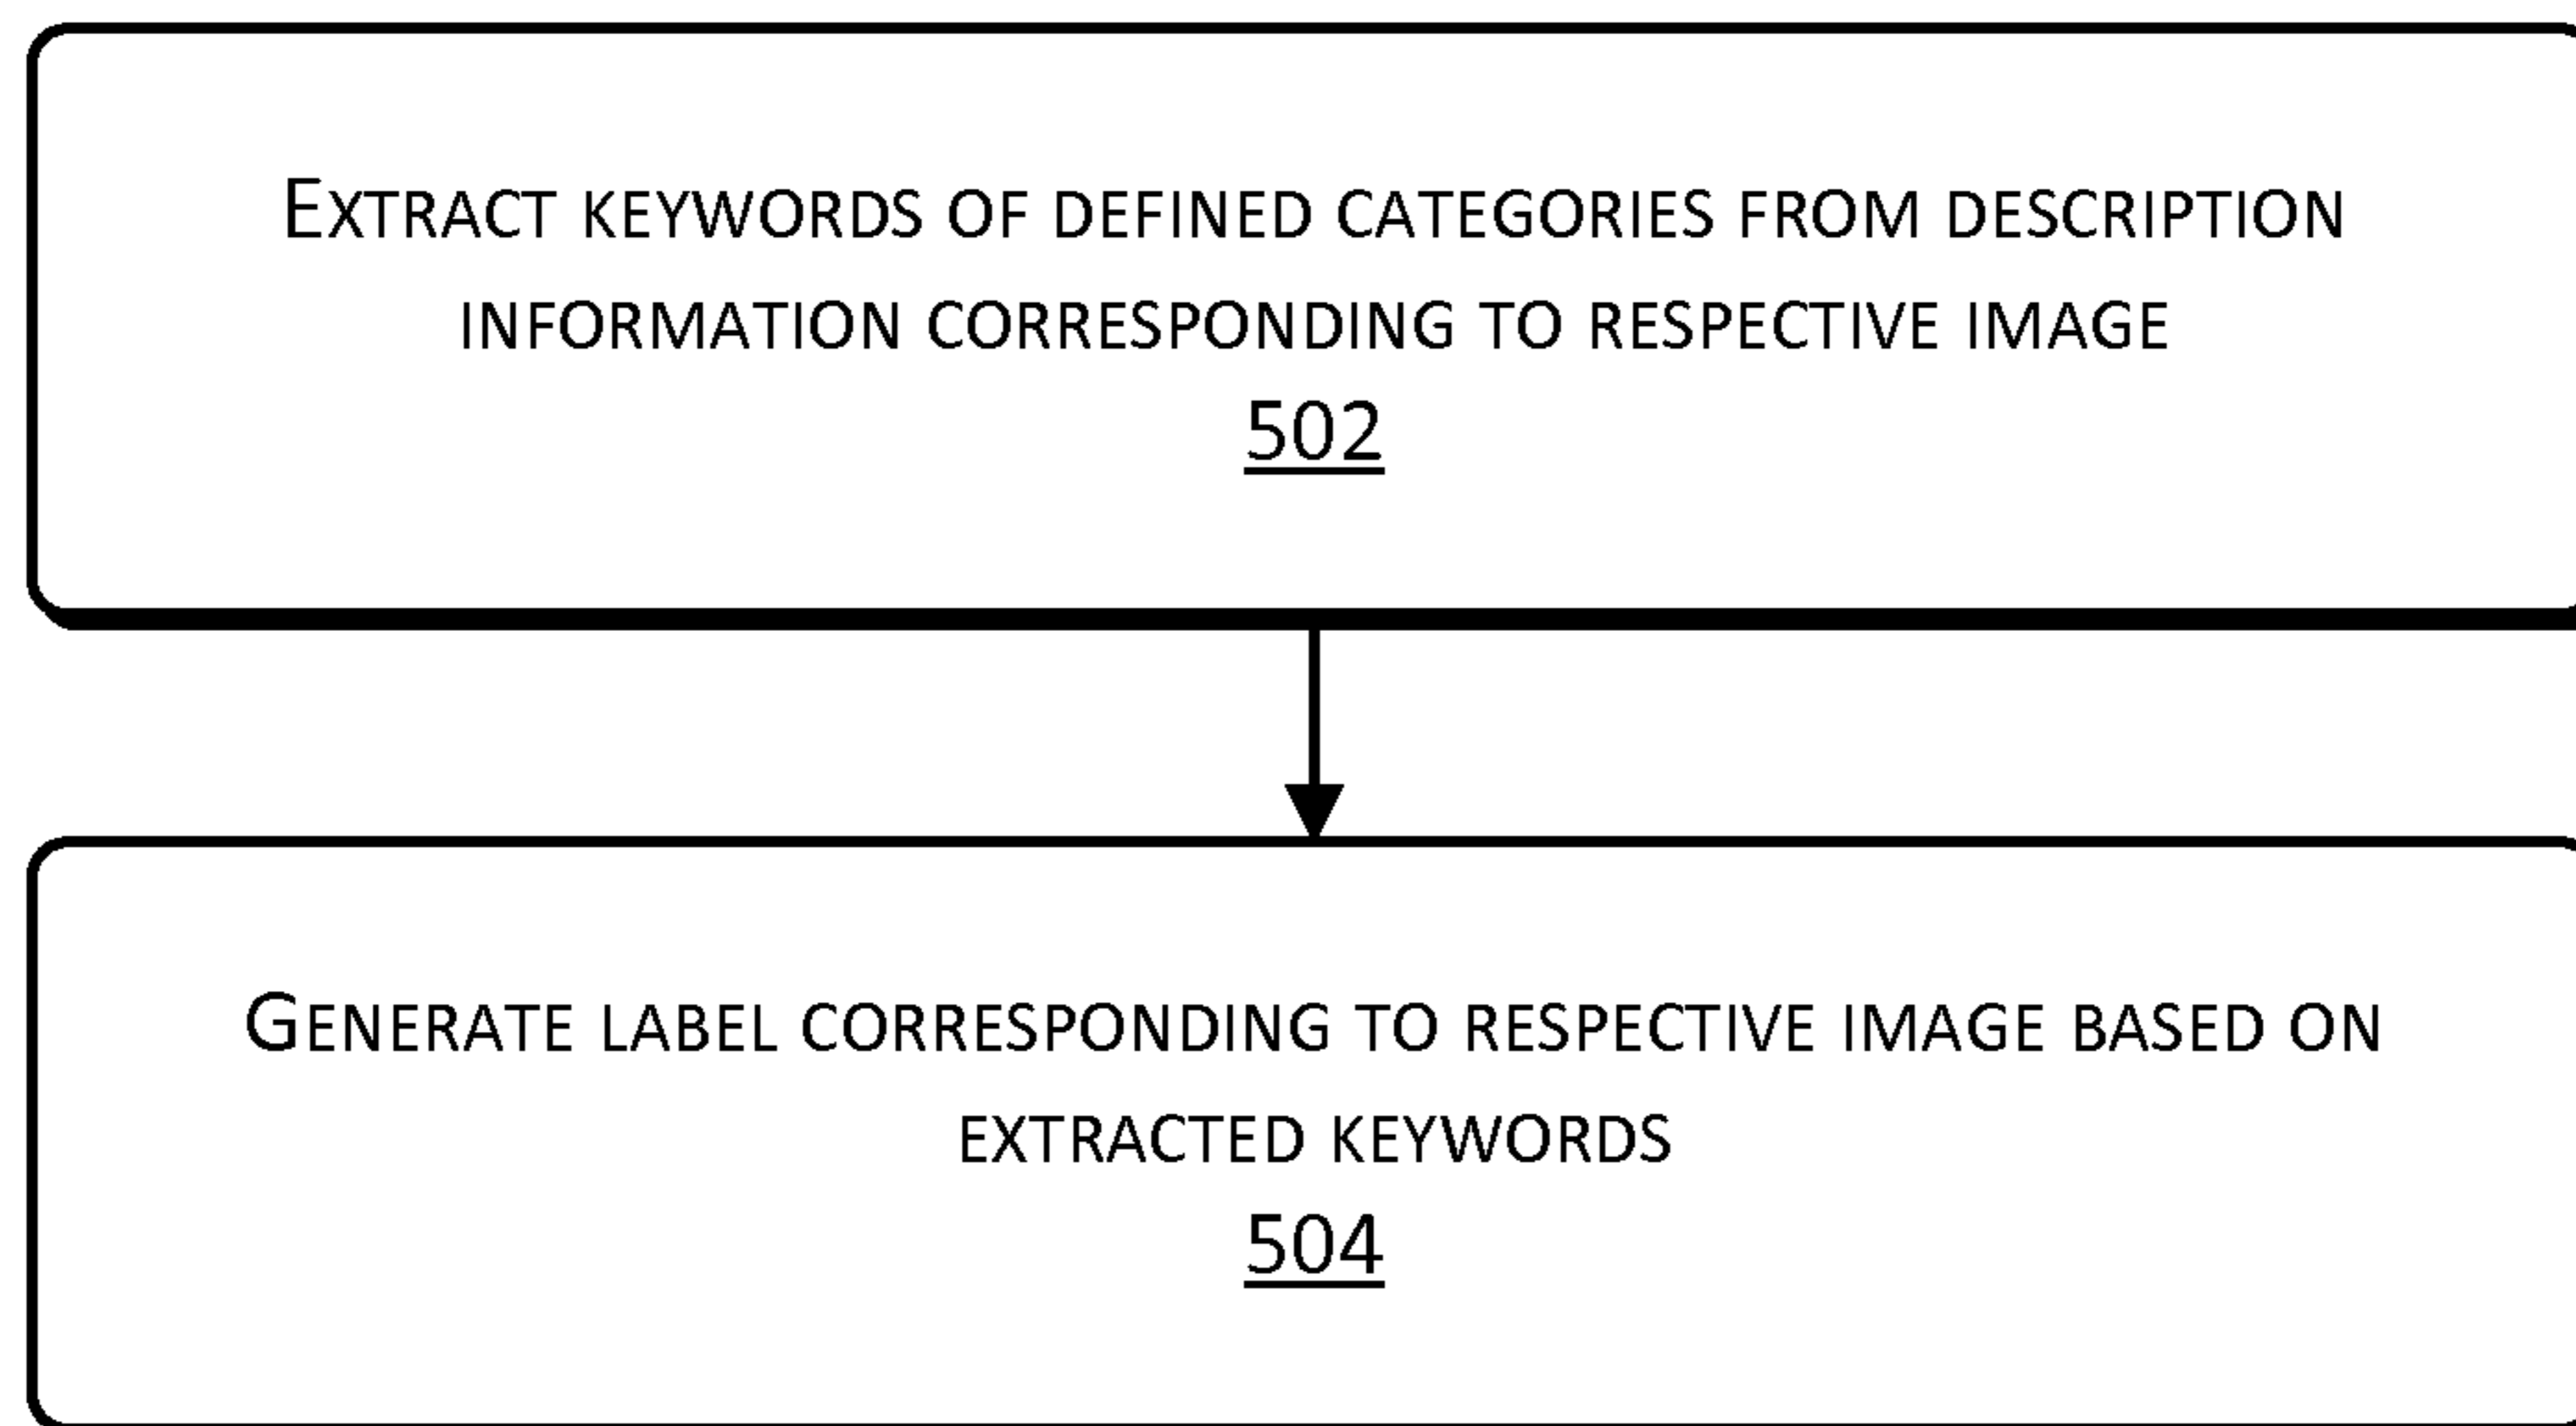 Extract keywords of defined categories from description
information corresponding to respective image
502
Generate label corresponding to respective image based on
extracted keywords
504